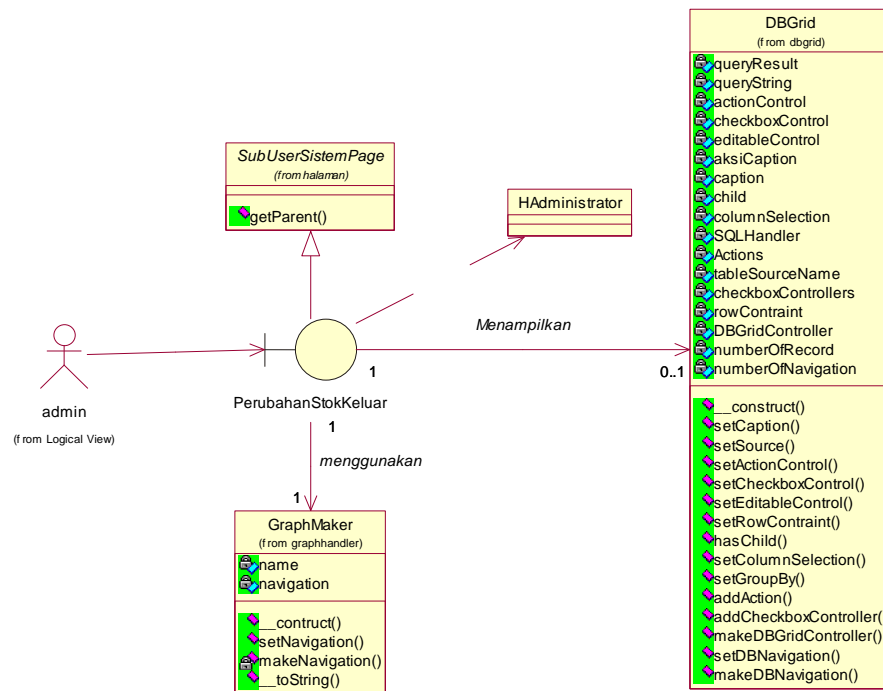 DBGrid
(from dbgrid)
queryResult
queryString
actionControl
checkboxControl
editableControl
aksiCaption
caption
child
columnSelection
SQLHandler
Actions
tableSourceName
checkboxControllers
rowContraint
DBGridController
numberOfRecord
numberOfNavigation
__construct()
setCaption()
setSource()
setActionControl()
setCheckboxControl()
setEditableControl()
setRowContraint()
hasChild()
setColumnSelection()
setGroupBy()
addAction()
addCheckboxController(
makeDBGridController()
setDBNavigation()
makeDBNavigation()
SubUserSistemPage
(from halaman)
getParent()
HAdministrator
Menampilkan
1
0..1
admin
(from Logical View)
PerubahanStokKeluar
1
menggunakan
1
GraphMaker
(from graphhandler)
name
navigation
__contruct()
setNavigation()
makeNavigation()
__toString()